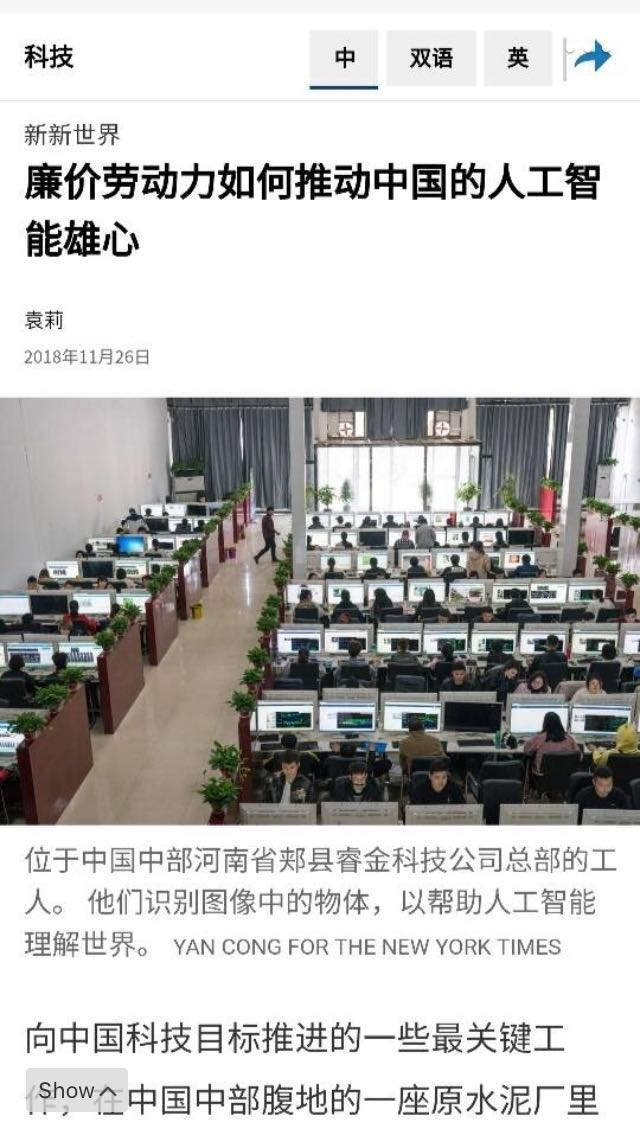 科技
中
双语
英
新新世界
廉价劳动力如何推动中国的人工智
能雄心
袁莉
2018年11月26日
位于中国中部河南省郏县睿金科技公司总部的工
人。 他们识别图像中的物体，以帮助人工智能
理解世界。 YAN CONG FOR THE NEW YORK TIMES
向中国科技目标推进的一些最关键工
作，在中国中部腹地的一座原水泥厂里
Show